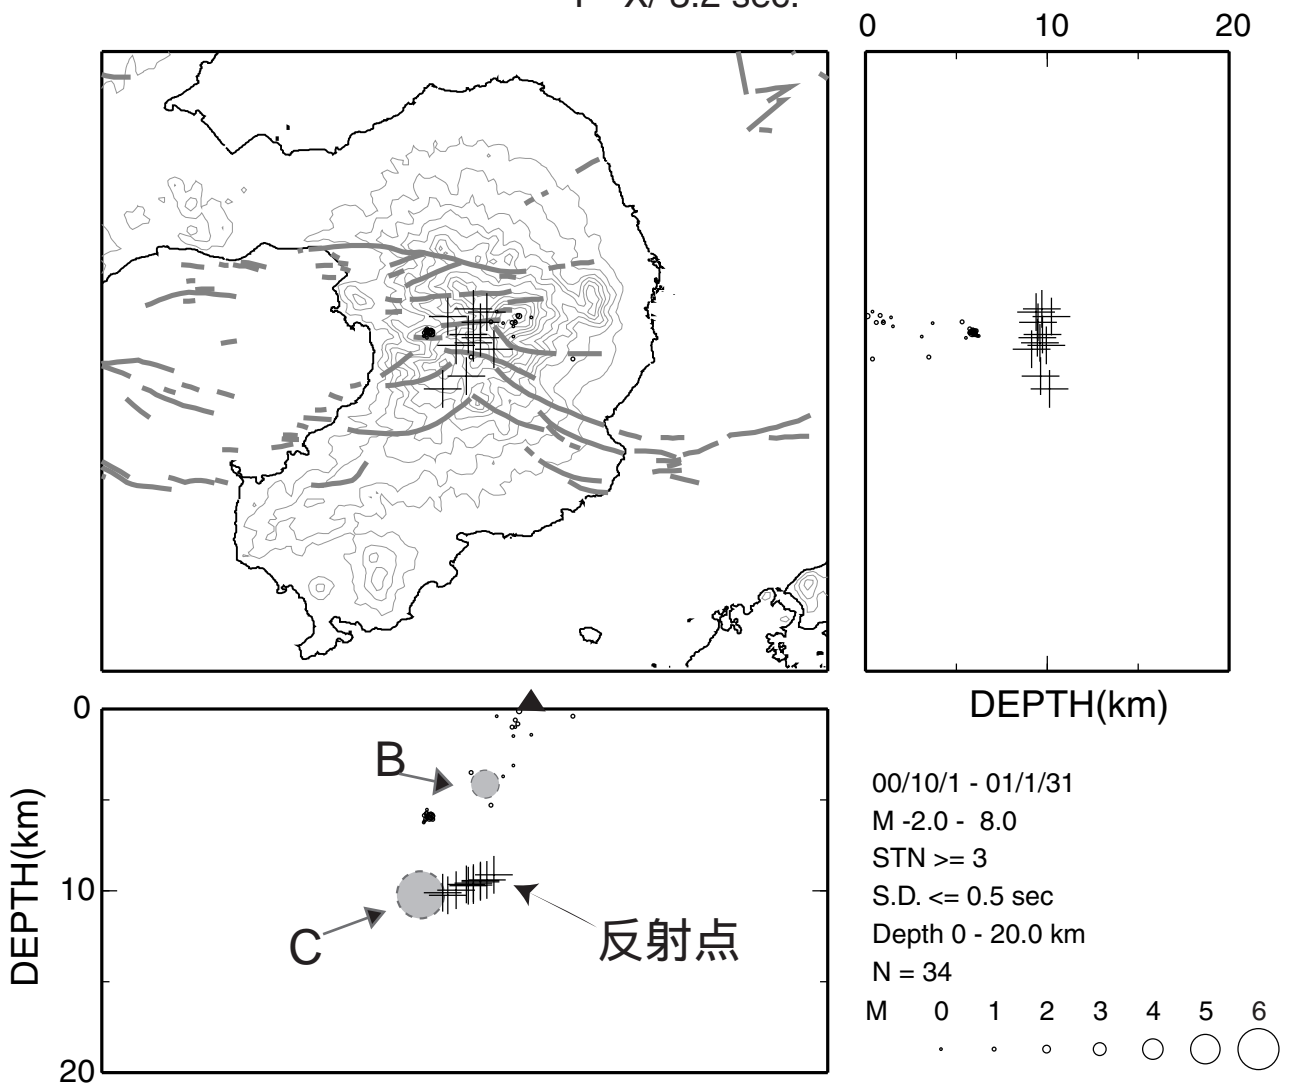 0 10 20
DEPTH(km)
0
10
20
DEPTH(km)
B
C
反射点
00/10/1 - 01/1/31
M -2.0 - 8.0
STN >= 3
S.D. <= 0.5 sec
Depth 0 - 20.0 km
N = 34
M 0 1 2 3 4 5 6